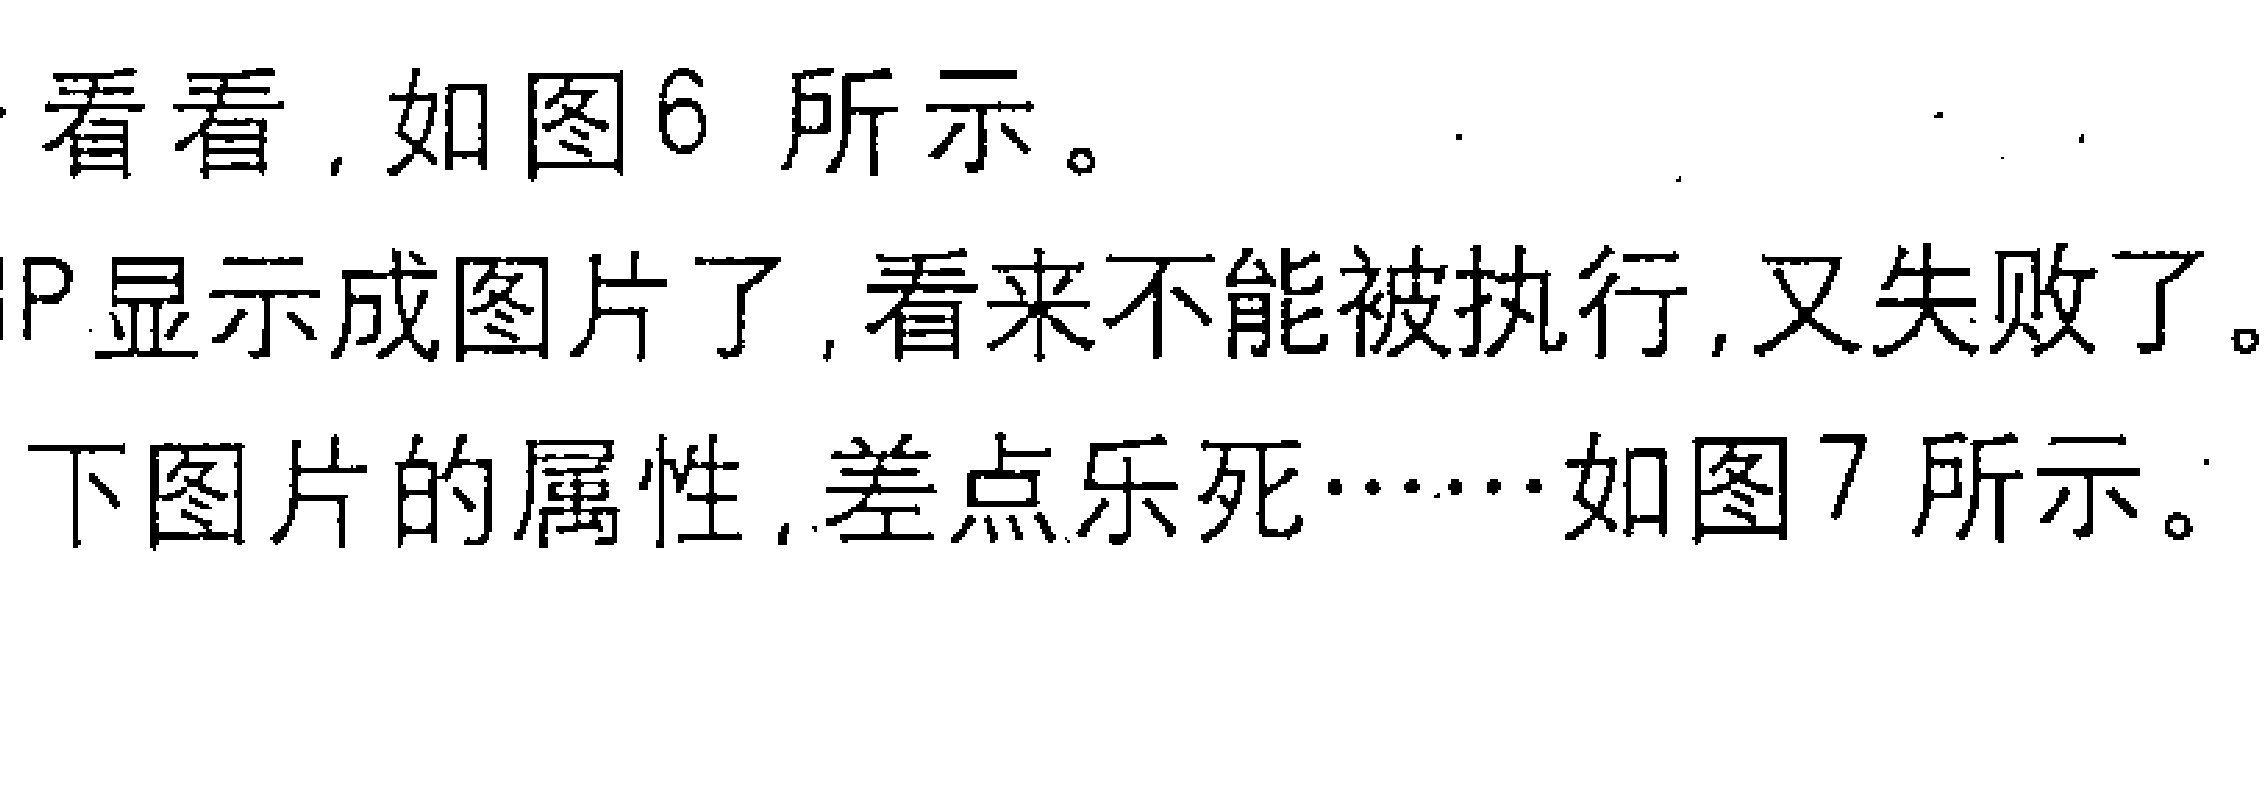 看看,如图6 所示。
P显示成图片了,看来不能被执行,又失败了。
下图片的属性,差点乐死……如图7 所示。